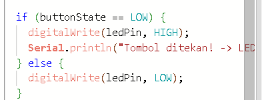 if (buttonState == LOW) {
digitalWrite(ledPin, HIGH);
Serial.println("Tombol ditekan! -> LED
} else {
digitalWrite(ledPin, LOW);
}